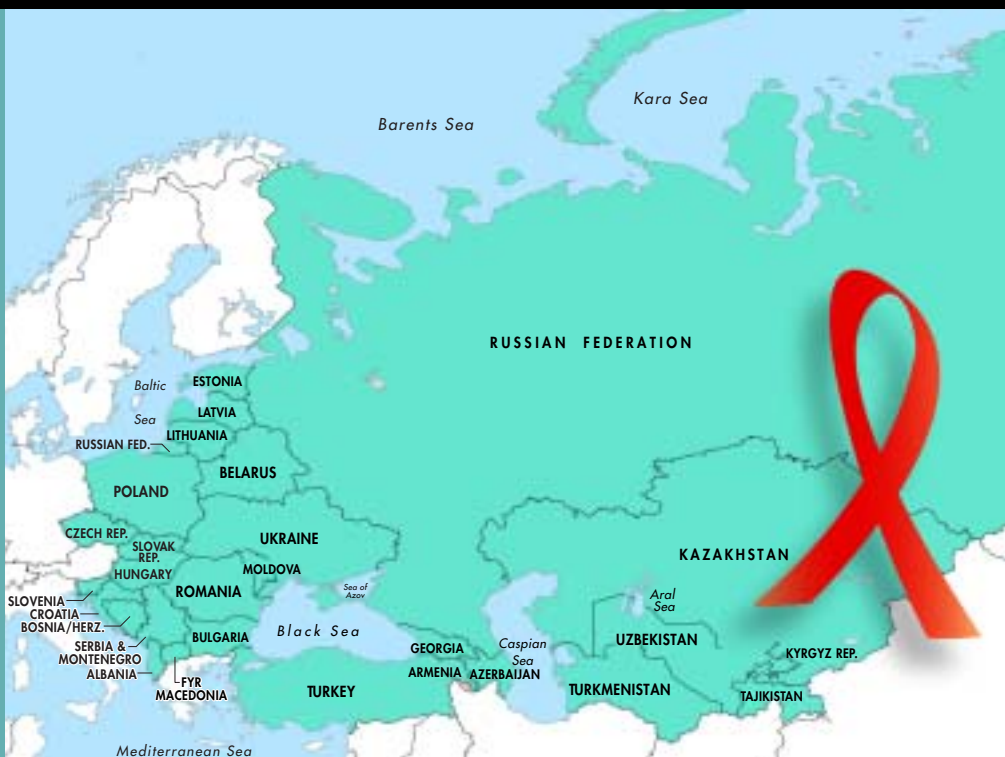 Kara Sea
Barents Sea
RUSSIAN FEDERATION
Baltic
Sea
ESTONIA
LATVIA
LITHUANIA
RUSSIAN FED.
BELARUS
POLAND
CZECH REP.
SLOVAK
REP.
UKRAINE
KAZAKHSTAN
HUNGARY
MOLDOVA
ROMANIA
Sea of
Azov
Aral
Sea
SLOVENIA
CROATIA
BOSNIA/HERZ.
SERBIA &
MONTENEGRO
ALBANIA
BULGARIA
Black Sea
GEORGIA
Caspian
Sea
UZBEKISTAN
KYRGYZ REP.
ARMENIA
AZERBAIJAN
FYR
MACEDONIA
TURKEY
TURKMENISTAN
TAJIKISTAN
Mediterranean Sea